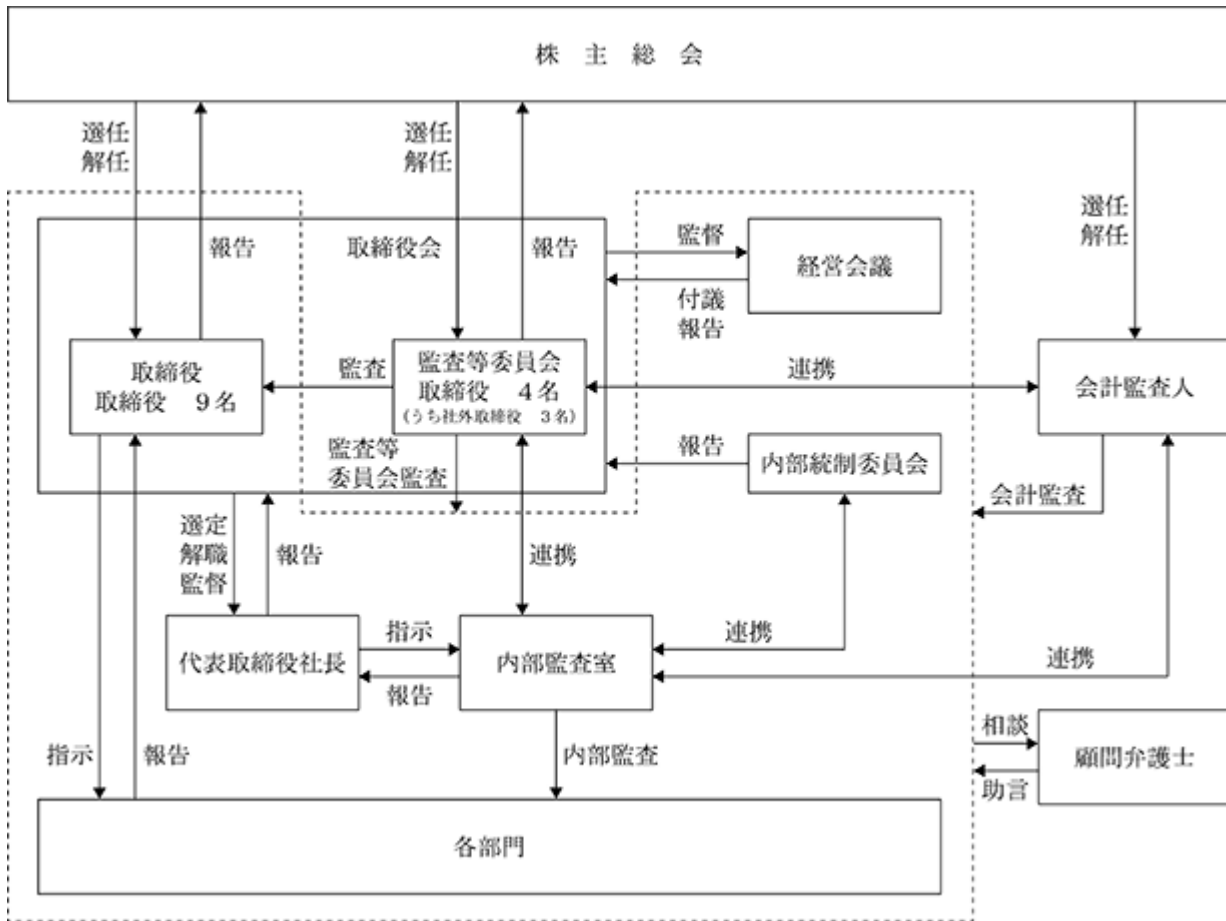 株 主 総 会
選任
解任
報告
選任
解任
報告
選任
解任
取締役会
監督
付議
報告
経営会議
取締役
取締役 9名
監査
監査等委員会
取締役 4名
(うち社外取締役 3名)
連携
会計監査人
監査等
委員会監査
報告
内部統制委員会
会計監査
選定
解職
監督
報告
連携
代表取締役社長
指示
報告
内部監査室
連携
連携
指示
報告
内部監査
相談
助言
顧問弁護士
各部門